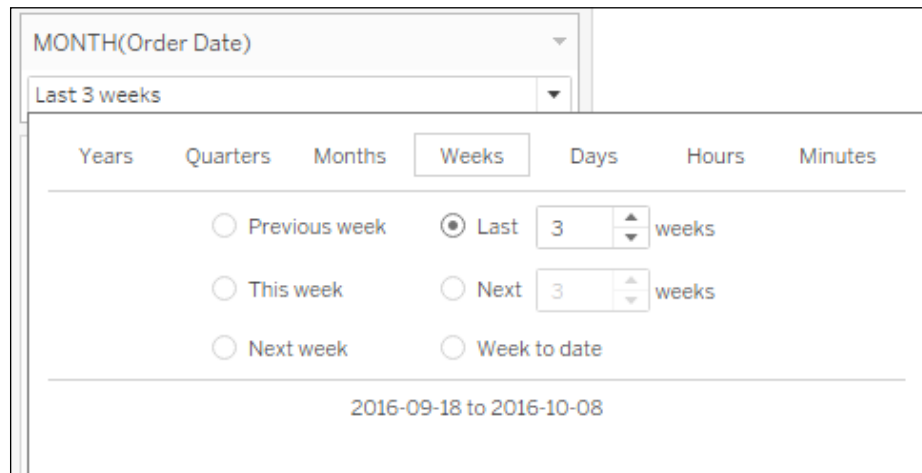 MONTH(Order Date)
Last 3 weeks
Years Quarters Months Weeks Days Hours Minutes
Previous week Last 3 weeks
This week Next 3 weeks
Next week Week to date
2016-09-18 to 2016-10-08